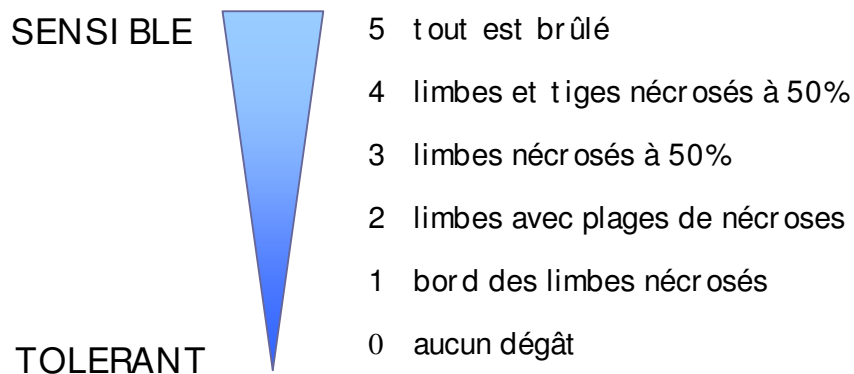 SENSIBLE 5 tout est brûlé
4 limbes et tiges nécrosés à 50%
3 limbes nécrosés à 50%
2 limbes avec plages de nécroses
1 bord des limbes nécrosés
0 aucun dégât
TOLERANT